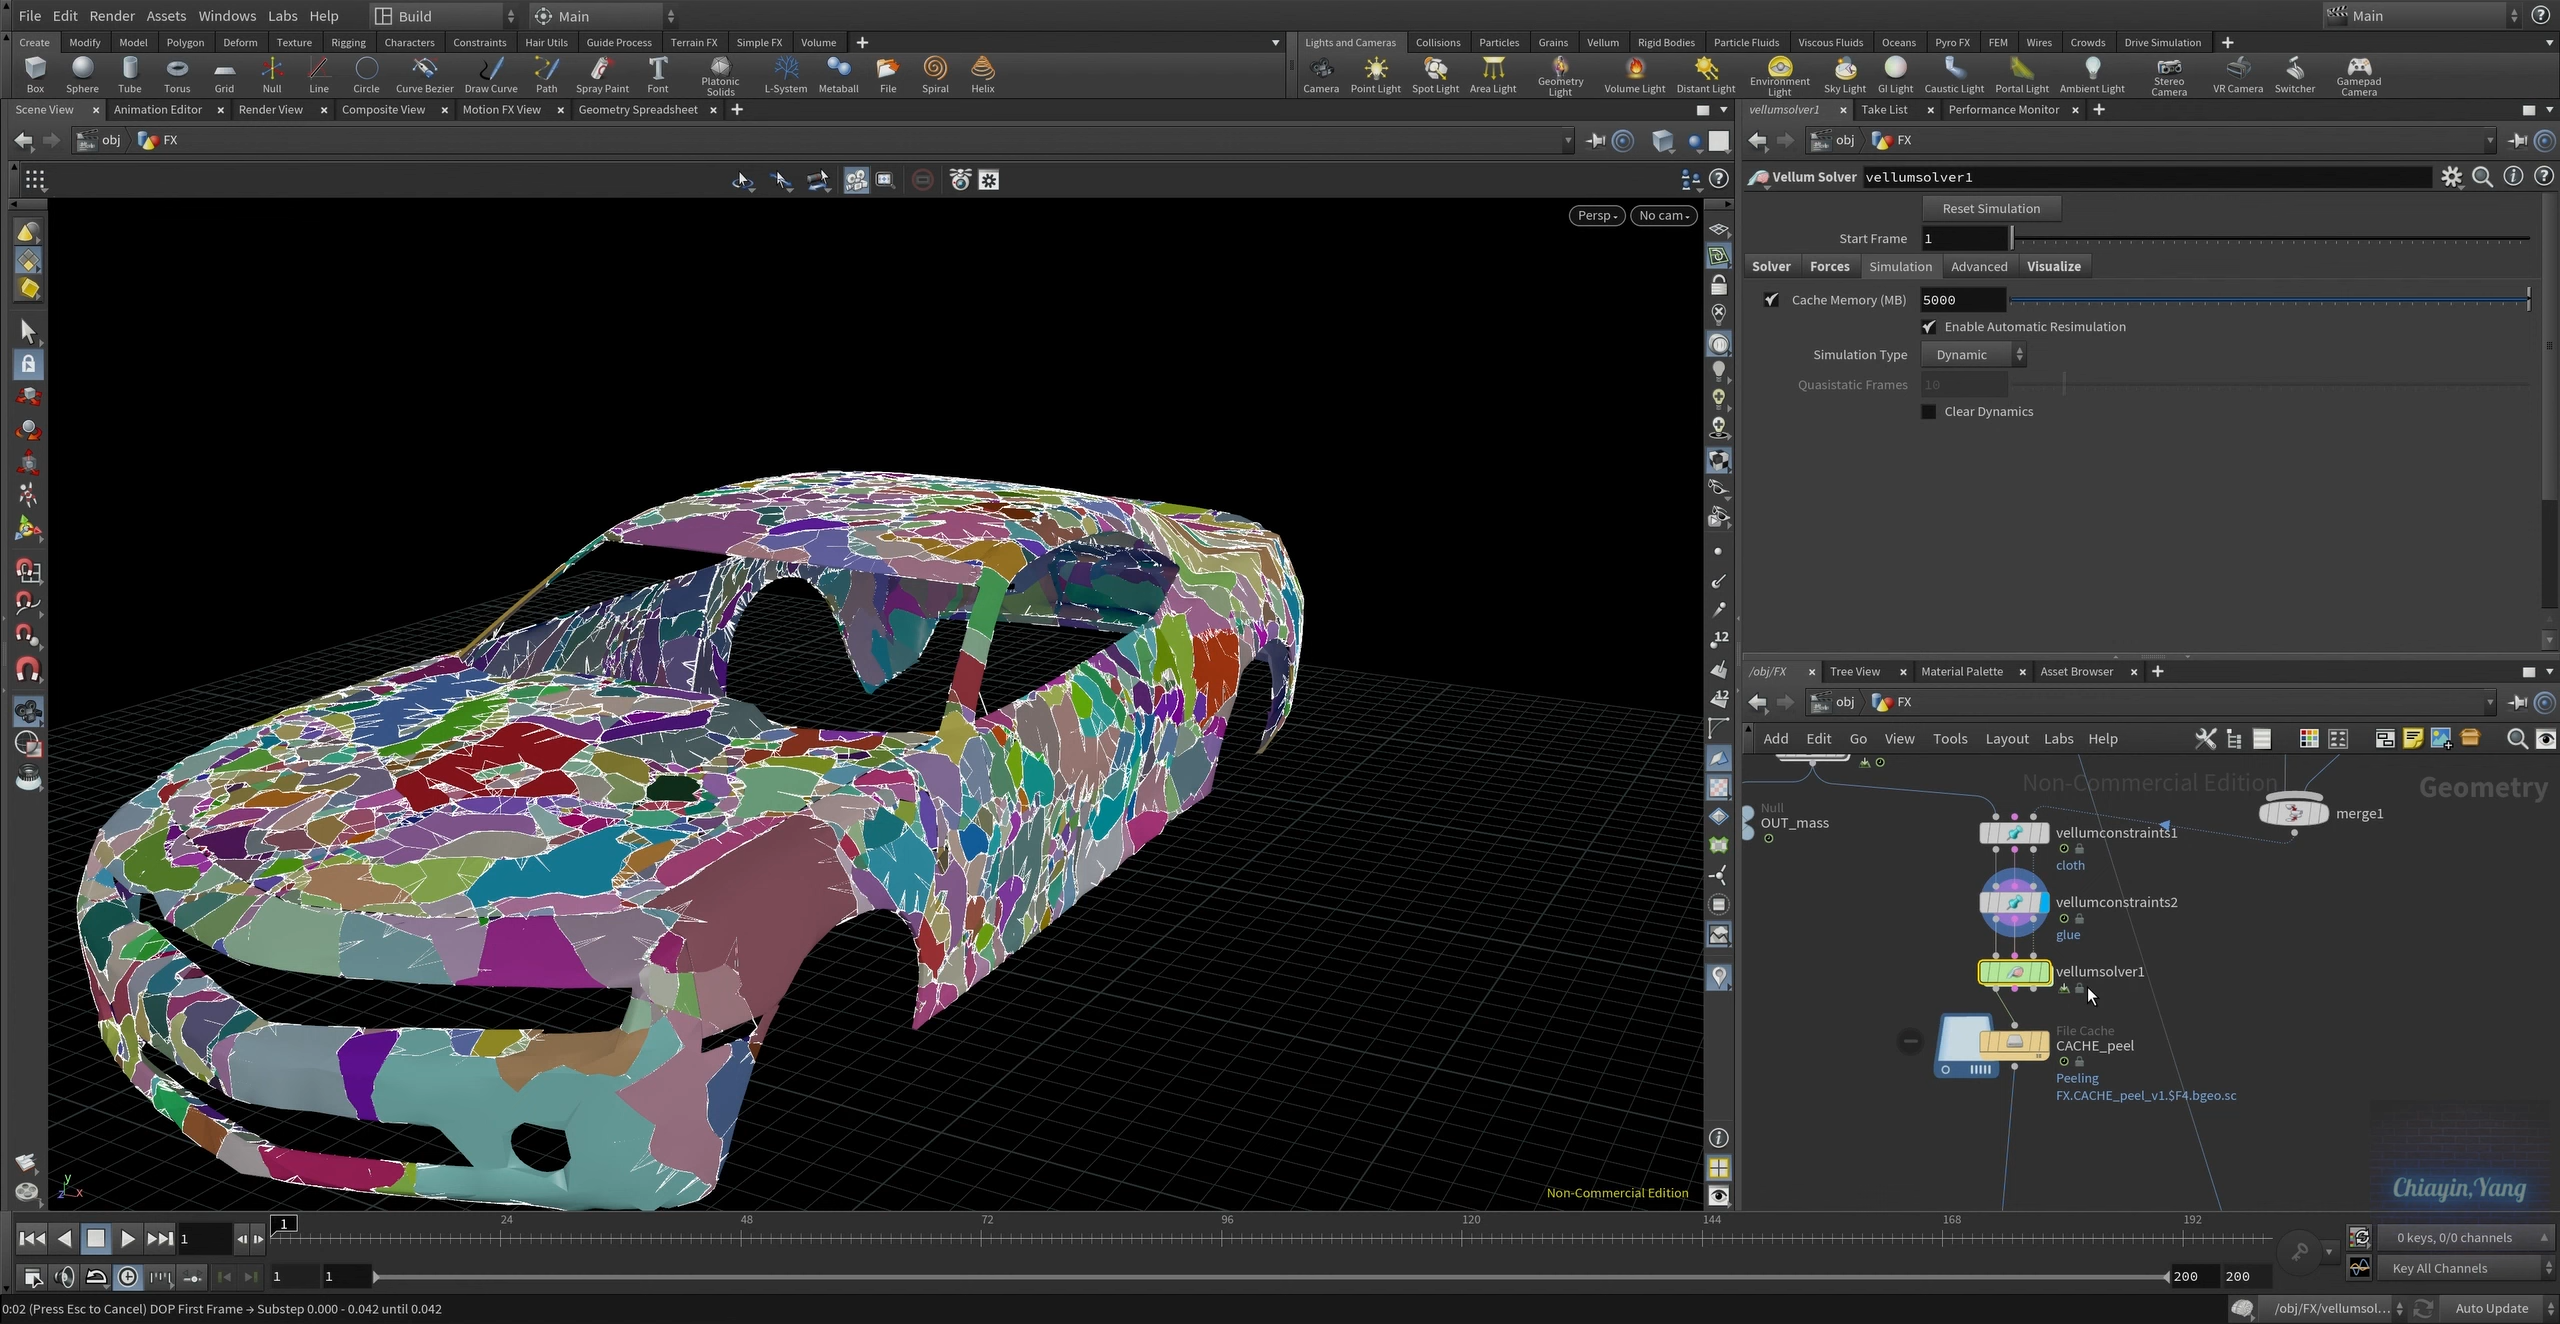 File Edit Render Assets Windows Labs Help Build Main Main
Create Modify Model Polygon Deform Texture Rigging Characters Constraints Hair Utils Guide Process Terrain FX Simple FX Volume
Lights and Cameras Collisions Particles Grains Vellum Rigid Bodies Particle Fluids Viscous Fluids Oceans Pyro FX FEM Wires Crowds Drive Simulation
Box Sphere Tube Torus Grid Null Line Circle Curve Bezier Draw Curve Path Spray Paint Font Platonic Solids L-System Metaball File Spiral Helix
Camera Point Light Spot Light Area Light Geometry Light Volume Light Distant Light Environment Light Sky Light GI Light Caustic Light Portal Light Ambient Light Stereo Camera VR Camera Switcher Gamepad Camera
Scene View Animation Editor Render View Composite View Motion FX View Geometry Spreadsheet
vellumsolver1 Take List Performance Monitor
obj FX
obj FX
Vellum Solver vellumsolver1
Persp No cam
Reset Simulation
Start Frame 1
Solver Forces Simulation Advanced Visualize
Cache Memory (MB) 5000
Enable Automatic Resimulation
Simulation Type Dynamic
Quasistatic Frames 10
Clear Dynamics
12
12
/obj/FX Tree View Material Palette Asset Browser
obj FX
Add Edit Go View Tools Layout Labs Help
Non-Commercial Edition
Geometry
Null
OUT_mass
merge1
vellumconstraints1
cloth
vellumconstraints2
glue
vellumsolver1
File Cache
CACHE_peel
Peeling
FX.CACHE_peel_v1.$F4.bgeo.sc
Chiayin,Yang
Non-Commercial Edition
y
z x
1 24 48 72 96 120 144 168 192
1
0 keys, 0/0 channels
1 1 200 200
Key All Channels
0:02 (Press Esc to Cancel) DOP First Frame → Substep 0.000 - 0.042 until 0.042
/obj/FX/vellumsol... Auto Update